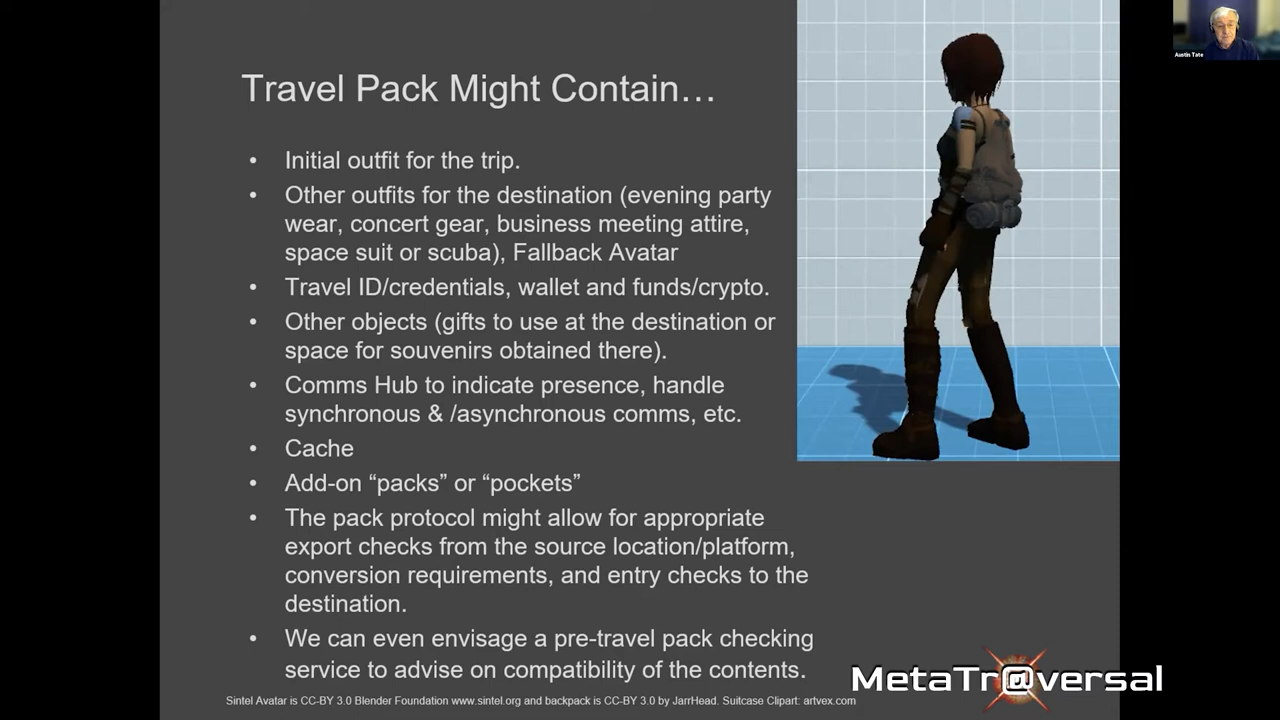 Travel Pack Might Contain…
• Initial outfit for the trip.
• Other outfits for the destination (evening party
wear, concert gear, business meeting attire,
space suit or scuba), Fallback Avatar
• Travel ID/credentials, wallet and funds/crypto.
• Other objects (gifts to use at the destination or
space for souvenirs obtained there).
• Comms Hub to indicate presence, handle
synchronous & /asynchronous comms, etc.
• Cache
• Add-on “packs” or “pockets”
• The pack protocol might allow for appropriate
export checks from the source location/platform,
conversion requirements, and entry checks to the
destination.
• We can even envisage a pre-travel pack checking
service to advise on compatibility of the contents.
Sintel Avatar is CC-BY 3.0 Blender Foundation www.sintel.org and backpack is CC-BY 3.0 by JarrHead. Suitcase Clipart: artvex.com
MetaTr@versal
Austin Tate